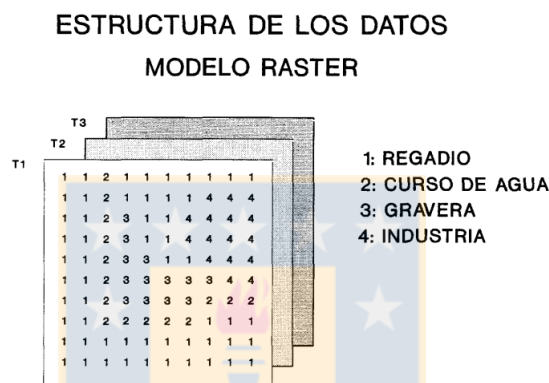 ESTRUCTURA DE LOS DATOS
MODELO RASTER
T3
T2
T1
1 1 2 1 1 1 1 1 1 1
1 1 2 1 1 1 1 4 4 4
1 1 2 3 1 1 4 4 4 4
1 1 2 3 1 1 4 4 4 4
1 1 2 3 3 1 1 4 4 4
1 1 2 3 3 3 3 3 4 4
1 1 2 3 3 3 3 2 2 2
1 1 2 2 2 2 2 1 1 1
1 1 1 1 1 1 1 1 1 1
1 1 1 1 1 1 1 1 1 1
1: REGADIO
2: CURSO DE AGUA
3: GRAVERA
4: INDUSTRIA